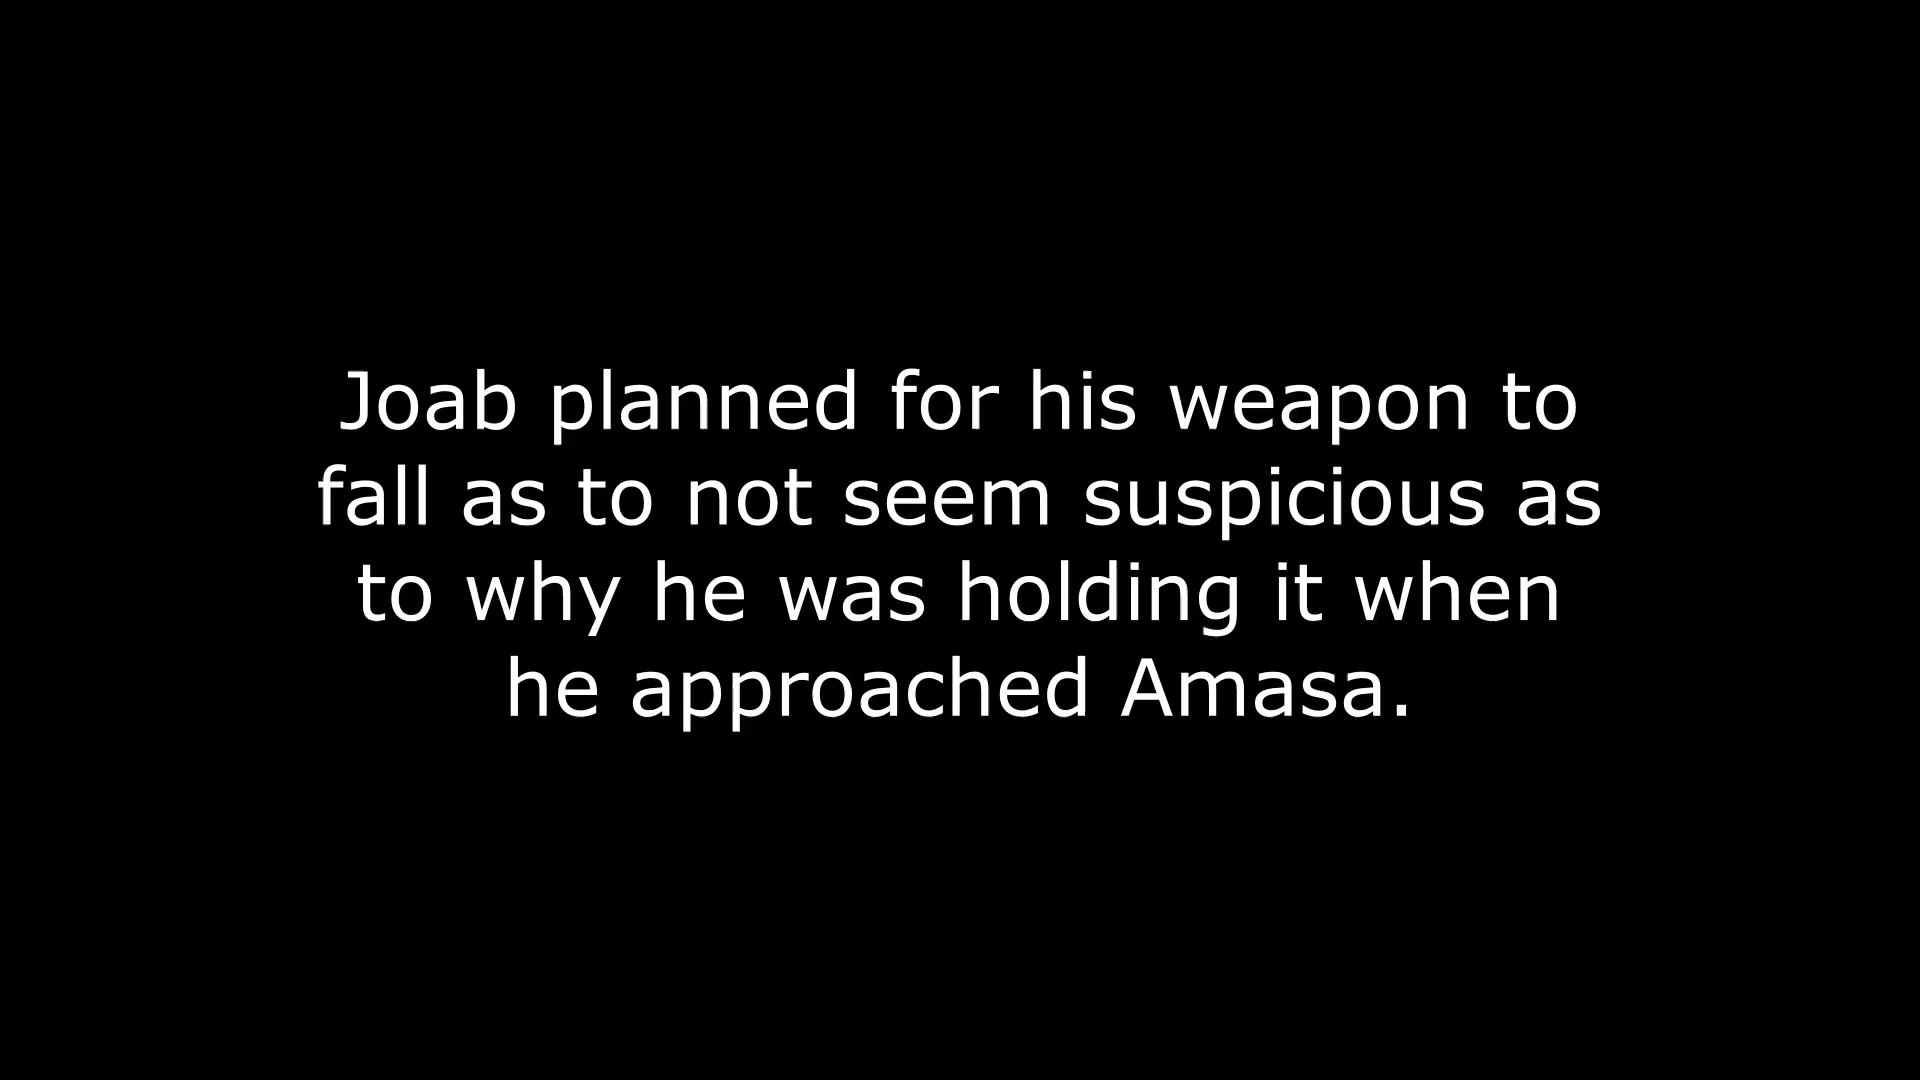 Joab planned for his weapon to
fall as to not seem suspicious as
to why he was holding it when
he approached Amasa.